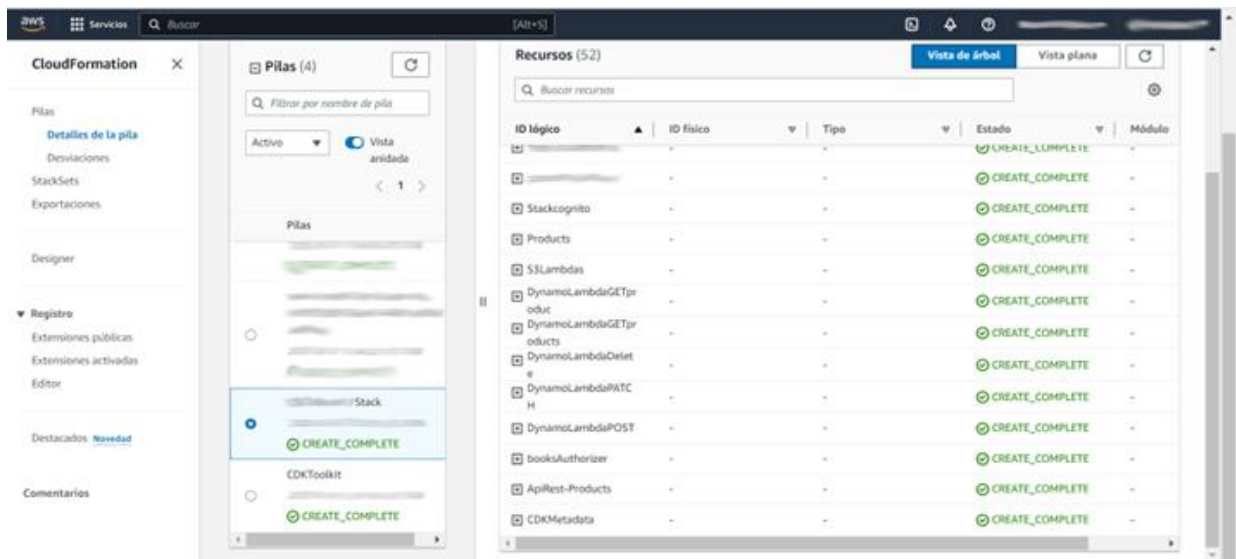 aws
Servicios
Buscar
[Alt+S]
CloudFormation
Pilas
Detalles de la pila
Desviaciones
StackSets
Exportaciones
Designer
Registro
Extensiones públicas
Extensiones activadas
Editor
Destacados Novedad
Comentarios
Pilas (4)
Filtrar por nombre de pila
Activo
Vista
anidada
1
Pilas
Stack
CREATE_COMPLETE
CDKToolkit
CREATE_COMPLETE
Recursos (52)
Vista de árbol
Vista plana
Buscar recursos
ID lógico ID físico Tipo Estado Módulo
- - CREATE_COMPLETE -
- - CREATE_COMPLETE -
Stackcognito - - CREATE_COMPLETE -
Products - - CREATE_COMPLETE -
S3Lambdas - - CREATE_COMPLETE -
DynamoLambdaGETpr
oduc - - CREATE_COMPLETE -
DynamoLambdaGETpr
oducts - - CREATE_COMPLETE -
DynamoLambdaDelet
e - - CREATE_COMPLETE -
DynamoLambdaPATC
H - - CREATE_COMPLETE -
DynamoLambdaPOST - - CREATE_COMPLETE -
booksAuthorizer - - CREATE_COMPLETE -
ApiRest-Products - - CREATE_COMPLETE -
CDKMetadata - - CREATE_COMPLETE -